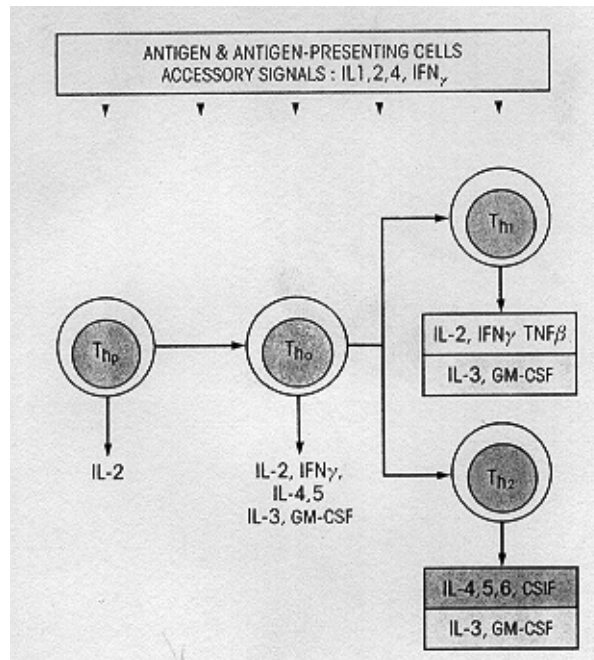 ANTIGEN & ANTIGEN-PRESENTING CELLS
ACCESSORY SIGNALS : IL1,2,4, IFNγ
Th1
IL-2, IFNγ TNFβ
IL-3, GM-CSF
Thp
IL-2
Tho
IL-2, IFNγ,
IL-4,5
IL-3, GM-CSF
Th2
IL-4,5,6, CSIF
IL-3, GM-CSF